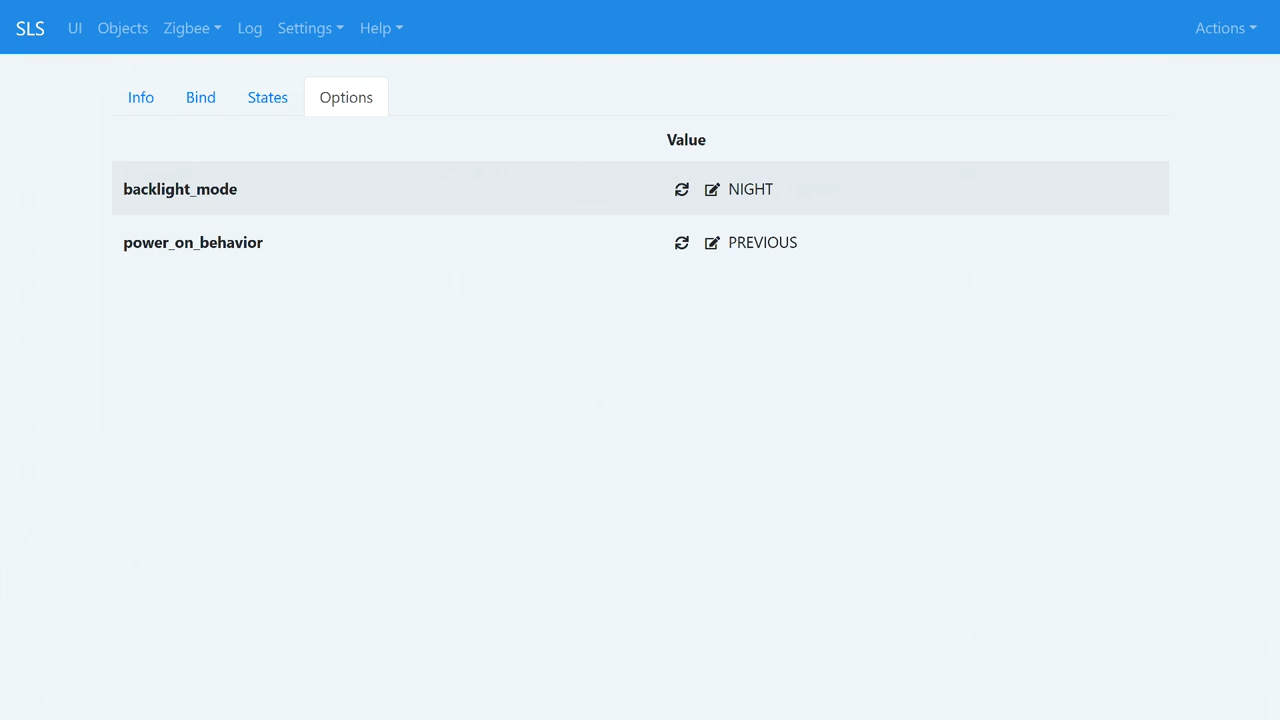 SLS UI Objects Zigbee Log Settings Help Actions
Info Bind States Options
Value
backlight_mode NIGHT
power_on_behavior PREVIOUS